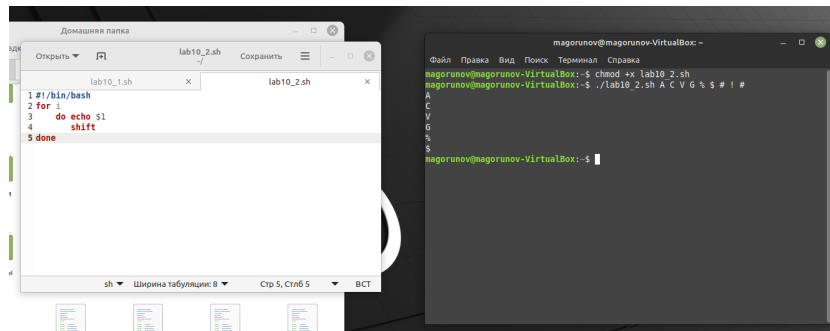 Домашняя папка
Открыть
lab10_2.sh
~/
Сохранить
lab10_1.sh
lab10_2.sh
1 #!/bin/bash
2 for i
3 do echo $1
4 shift
5 done
sh
Ширина табуляции: 8
Стр 5, Стлб 5
ВСТ
magorunov@magorunov-VirtualBox: ~
Файл Правка Вид Поиск Терминал Справка
magorunov@magorunov-VirtualBox:~$ chmod +x lab10_2.sh
magorunov@magorunov-VirtualBox:~$ ./lab10_2.sh A C V G % $ # ! #
A
C
V
G
%
$
magorunov@magorunov-VirtualBox:~$